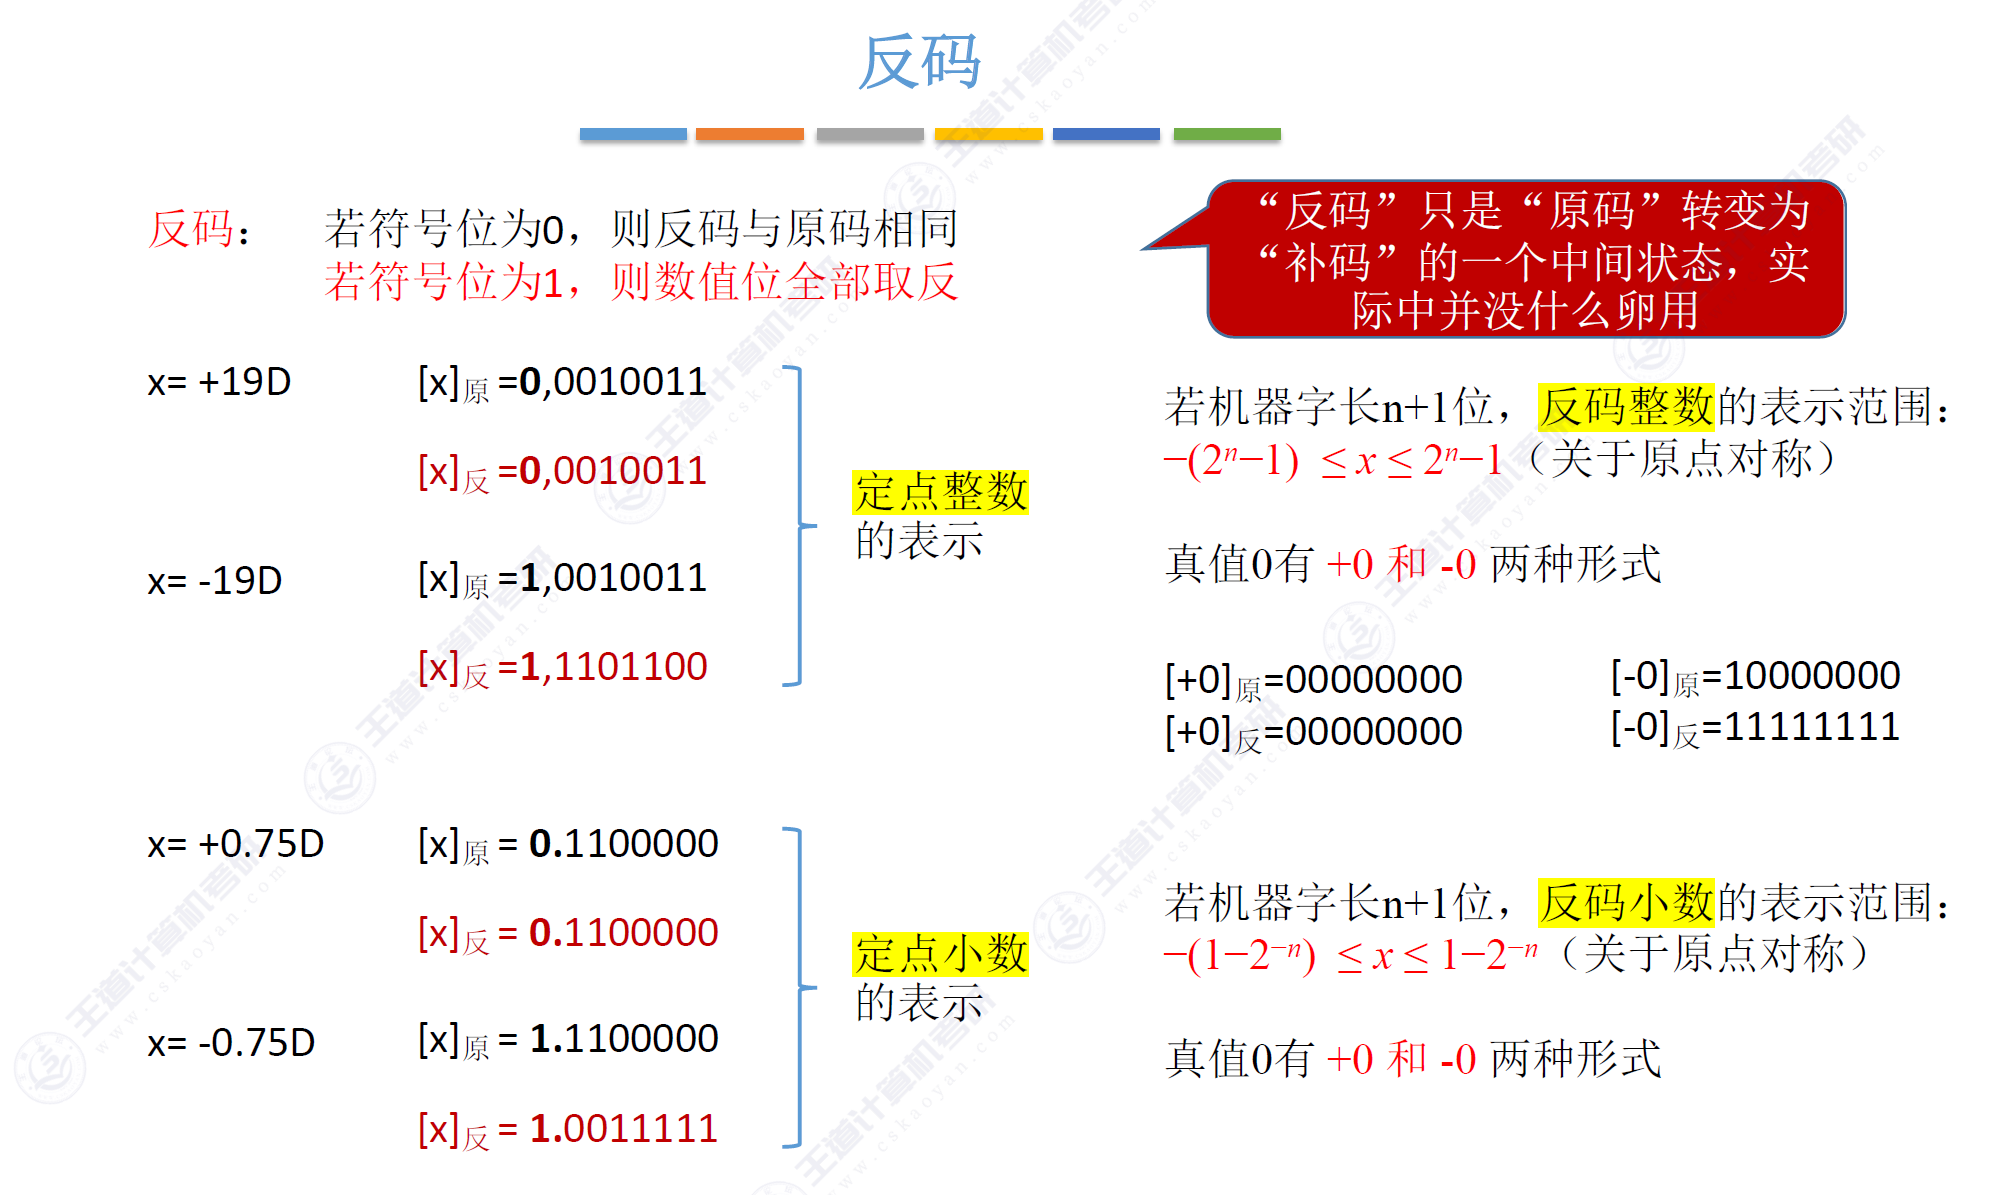 反码
反码： 若符号位为0，则反码与原码相同
若符号位为1，则数值位全部取反
“反码”只是“原码”转变为
“补码”的一个中间状态，实
际中并没什么卵用
x= +19D [x]原 =0,0010011
[x]反 =0,0010011
x= -19D [x]原 =1,0010011
[x]反 =1,1101100
定点整数
的表示
x= +0.75D [x]原 = 0.1100000
[x]反 = 0.1100000
x= -0.75D [x]原 = 1.1100000
[x]反 = 1.0011111
定点小数
的表示
若机器字长n+1位，反码整数的表示范围：
−(2ⁿ−1) ≤ x ≤ 2ⁿ−1（关于原点对称）
真值0有 +0 和 -0 两种形式
[+0]原=00000000 [-0]原=10000000
[+0]反=00000000 [-0]反=11111111
若机器字长n+1位，反码小数的表示范围：
−(1−2⁻ⁿ) ≤ x ≤ 1−2⁻ⁿ（关于原点对称）
真值0有 +0 和 -0 两种形式
王道计算机考研
www.cskaoyan.com